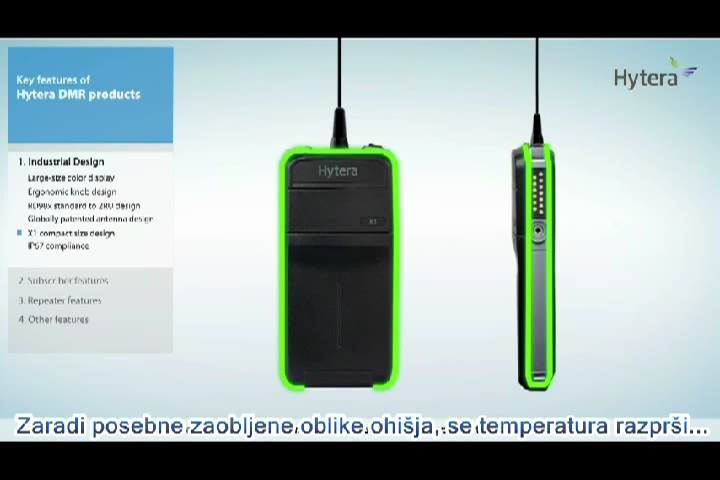 Key features of
Hytera DMR products
1. Industrial Design
Large-size color display
Ergonomic knob design
RD98X standard to 2RU design
Globally patented antenna design
X1 compact size design
IP67 compliance
2. Subscriber features
3. Repeater features
4. Other features
Hytera
Hytera
X1
Zaradi posebne zaobljene oblike ohišja, se temperatura razprši...